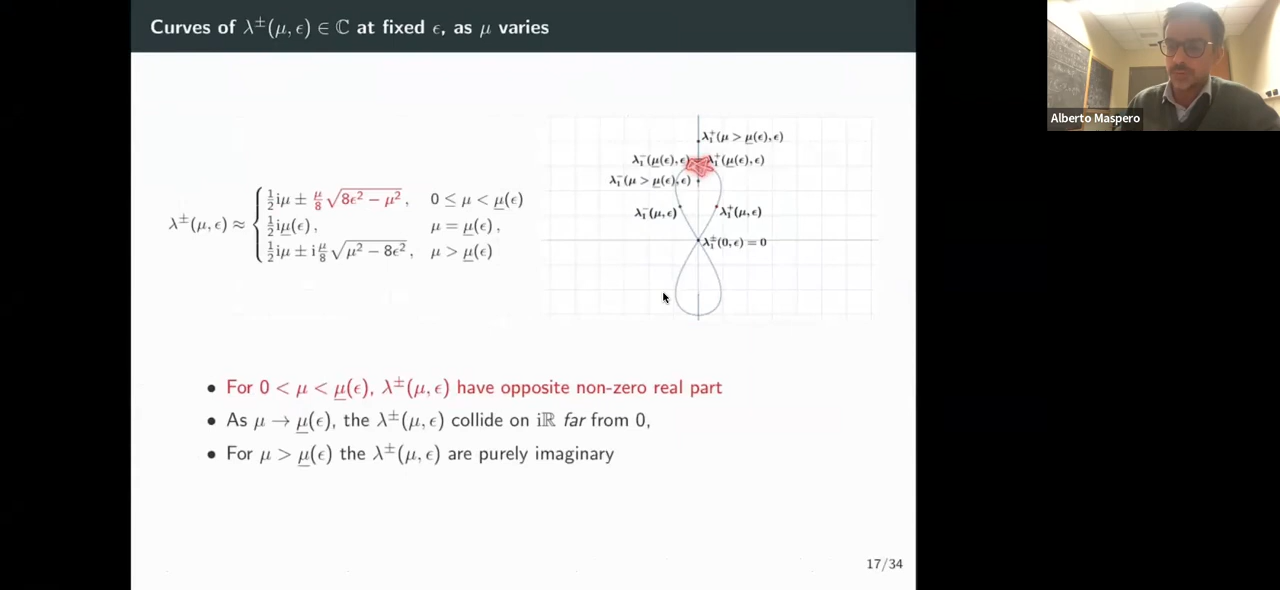 Curves of λ±(μ, ϵ) ∈ ℂ at fixed ϵ, as μ varies
Alberto Maspero
λ±(μ, ϵ) ≈ { ½iμ ± μ/8 √(8ϵ² − μ²), 0 ≤ μ < μ̲(ϵ)
½iμ̲(ϵ), μ = μ̲(ϵ),
½iμ ± i μ/8 √(μ² − 8ϵ²), μ > μ̲(ϵ)
λ₁⁺(μ > μ̲(ϵ), ϵ)
λ₁⁻(μ̲(ϵ), ϵ) λ₁⁺(μ̲(ϵ), ϵ)
λ₁⁻(μ > μ̲(ϵ), ϵ)
λ₁⁻(μ, ϵ) λ₁⁺(μ, ϵ)
λ₁±(0, ϵ) = 0
• For 0 < μ < μ̲(ϵ), λ±(μ, ϵ) have opposite non-zero real part
• As μ → μ̲(ϵ), the λ±(μ, ϵ) collide on iℝ far from 0,
• For μ > μ̲(ϵ) the λ±(μ, ϵ) are purely imaginary
17/34